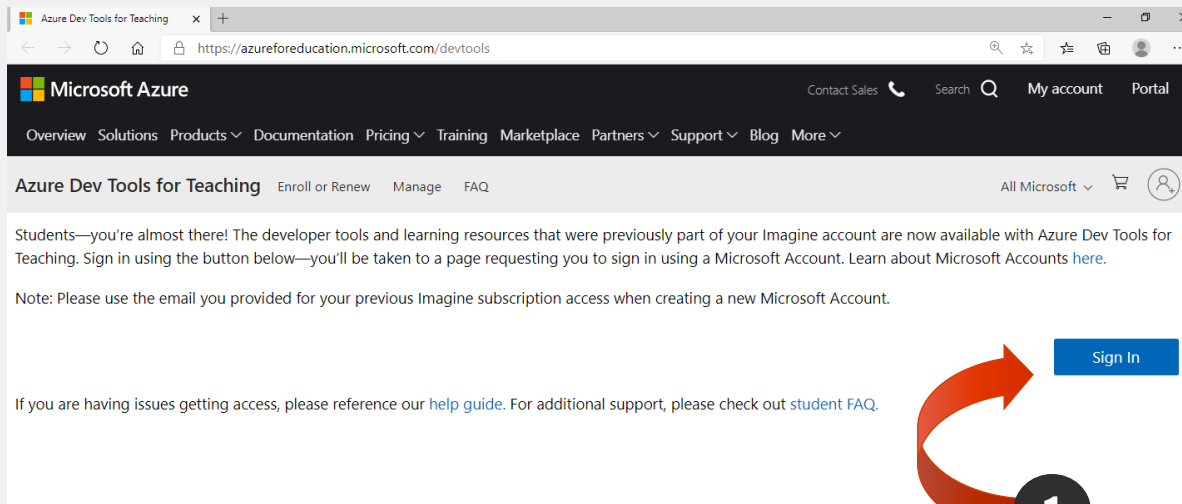 Azure Dev Tools for Teaching
https://azureforeducation.microsoft.com/devtools
Microsoft Azure
Contact Sales
Search
My account
Portal
Overview Solutions Products Documentation Pricing Training Marketplace Partners Support Blog More
Azure Dev Tools for Teaching
Enroll or Renew
Manage
FAQ
All Microsoft
Students—you’re almost there! The developer tools and learning resources that were previously part of your Imagine account are now available with Azure Dev Tools for
Teaching. Sign in using the button below—you’ll be taken to a page requesting you to sign in using a Microsoft Account. Learn about Microsoft Accounts here.
Note: Please use the email you provided for your previous Imagine subscription access when creating a new Microsoft Account.
Sign In
If you are having issues getting access, please reference our help guide. For additional support, please check out student FAQ.
1